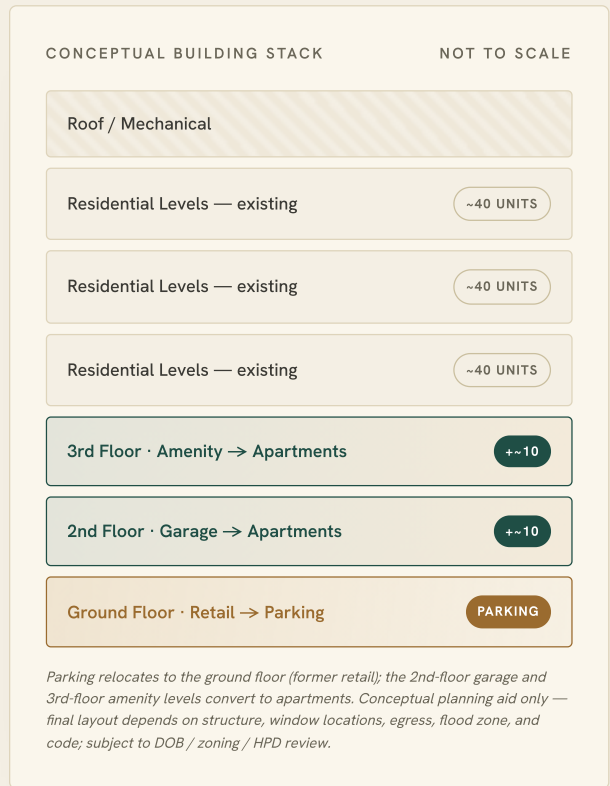 CONCEPTUAL BUILDING STACK NOT TO SCALE
Roof / Mechanical
Residential Levels — existing ~40 UNITS
Residential Levels — existing ~40 UNITS
Residential Levels — existing ~40 UNITS
3rd Floor · Amenity → Apartments +~10
2nd Floor · Garage → Apartments +~10
Ground Floor · Retail → Parking PARKING
Parking relocates to the ground floor (former retail); the 2nd-floor garage and
3rd-floor amenity levels convert to apartments. Conceptual planning aid only —
final layout depends on structure, window locations, egress, flood zone, and
code; subject to DOB / zoning / HPD review.